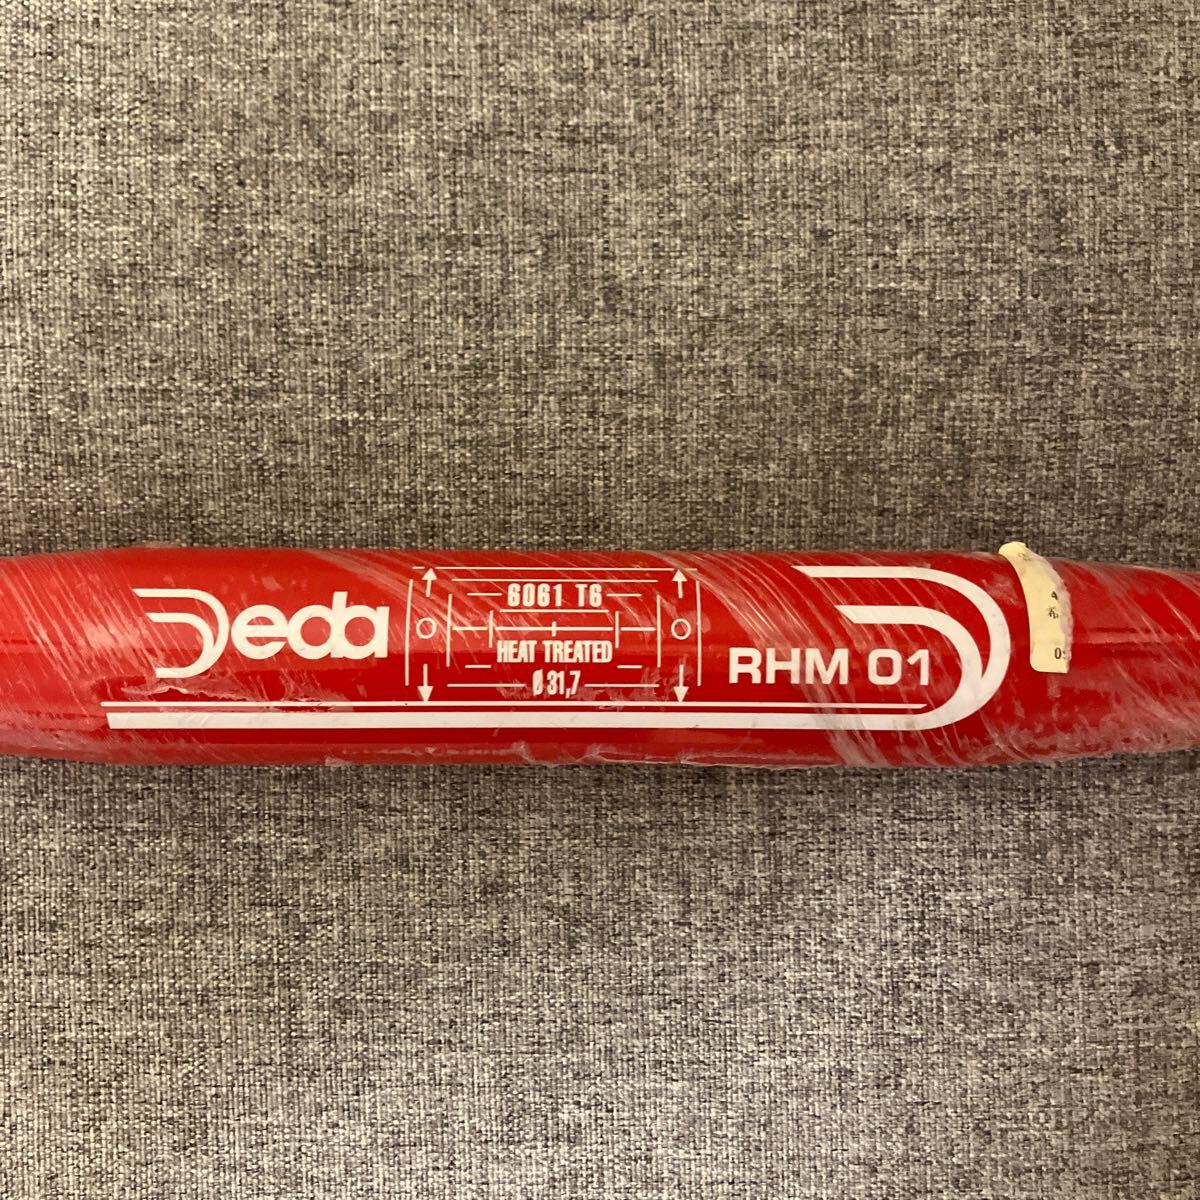 Deda
6061 T6
HEAT TREATED
Ø 31,7
RHM 01